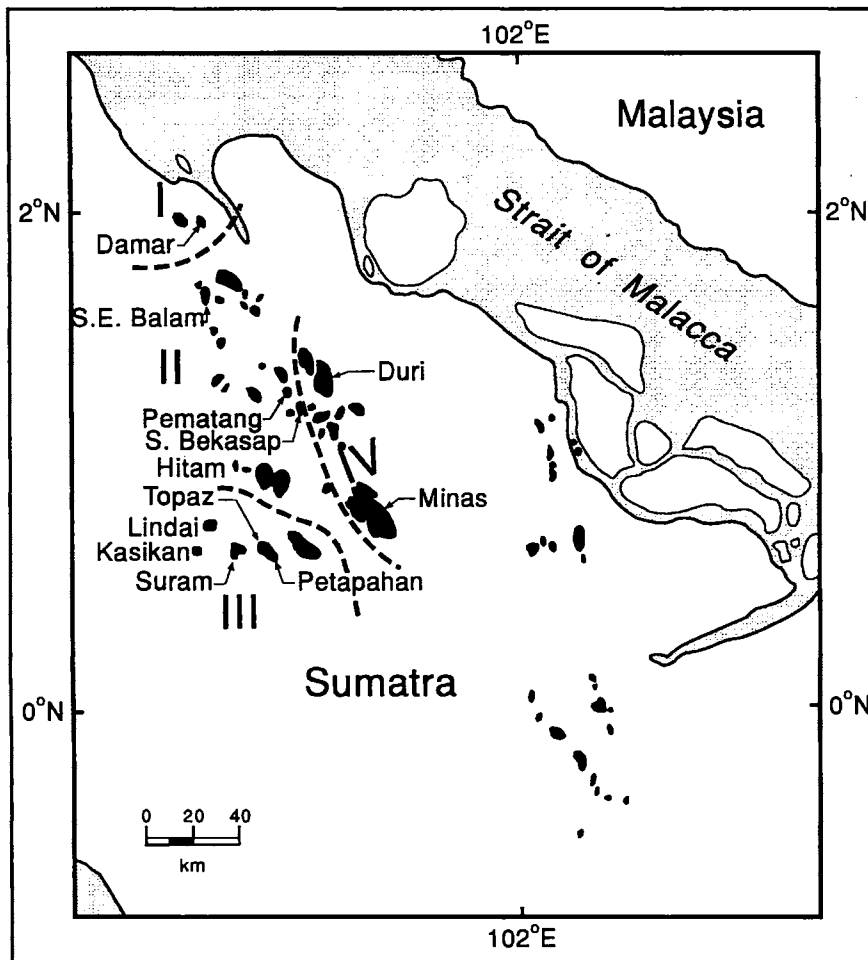 102°E
Malaysia
2°N
2°N
I
Damar
Strait of Malacca
S.E. Balam
II
Duri
Pematang
S. Bekasap
IV
Hitam
Topaz
Minas
Lindai
Kasikan
Suram
Petapahan
III
Sumatra
0°N
0°N
0 20 40
km
102°E